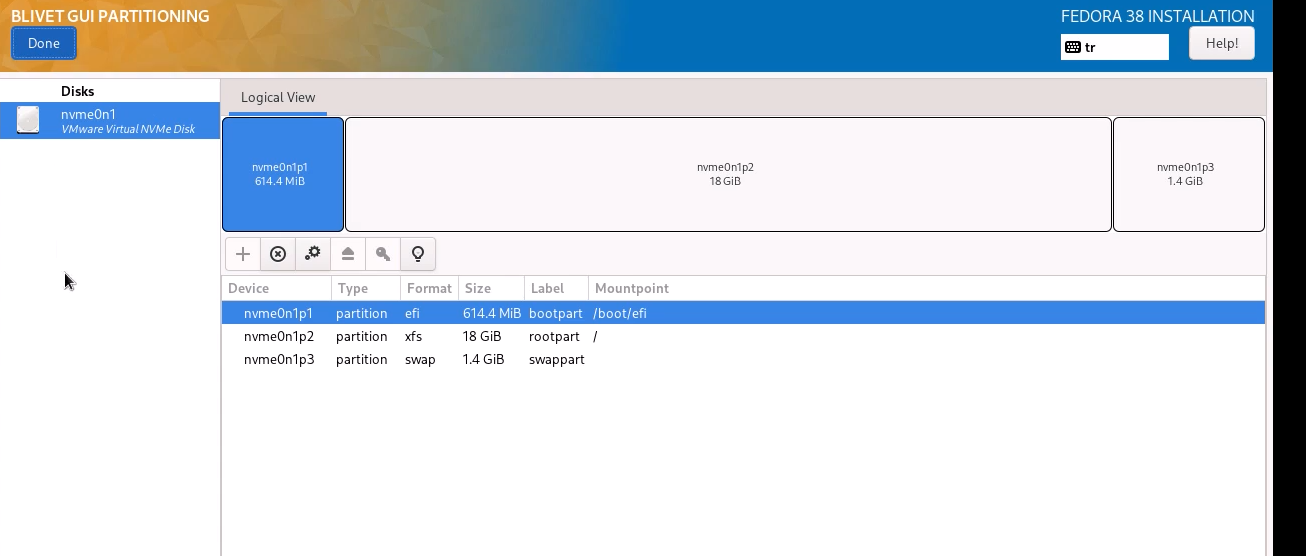 BLIVET GUI PARTITIONING
FEDORA 38 INSTALLATION
Done
tr
Help!
Disks
nvme0n1
VMware Virtual NVMe Disk
Logical View
nvme0n1p1
614.4 MiB
nvme0n1p2
18 GiB
nvme0n1p3
1.4 GiB
Device Type Format Size Label Mountpoint
nvme0n1p1 partition efi 614.4 MiB bootpart /boot/efi
nvme0n1p2 partition xfs 18 GiB rootpart /
nvme0n1p3 partition swap 1.4 GiB swappart